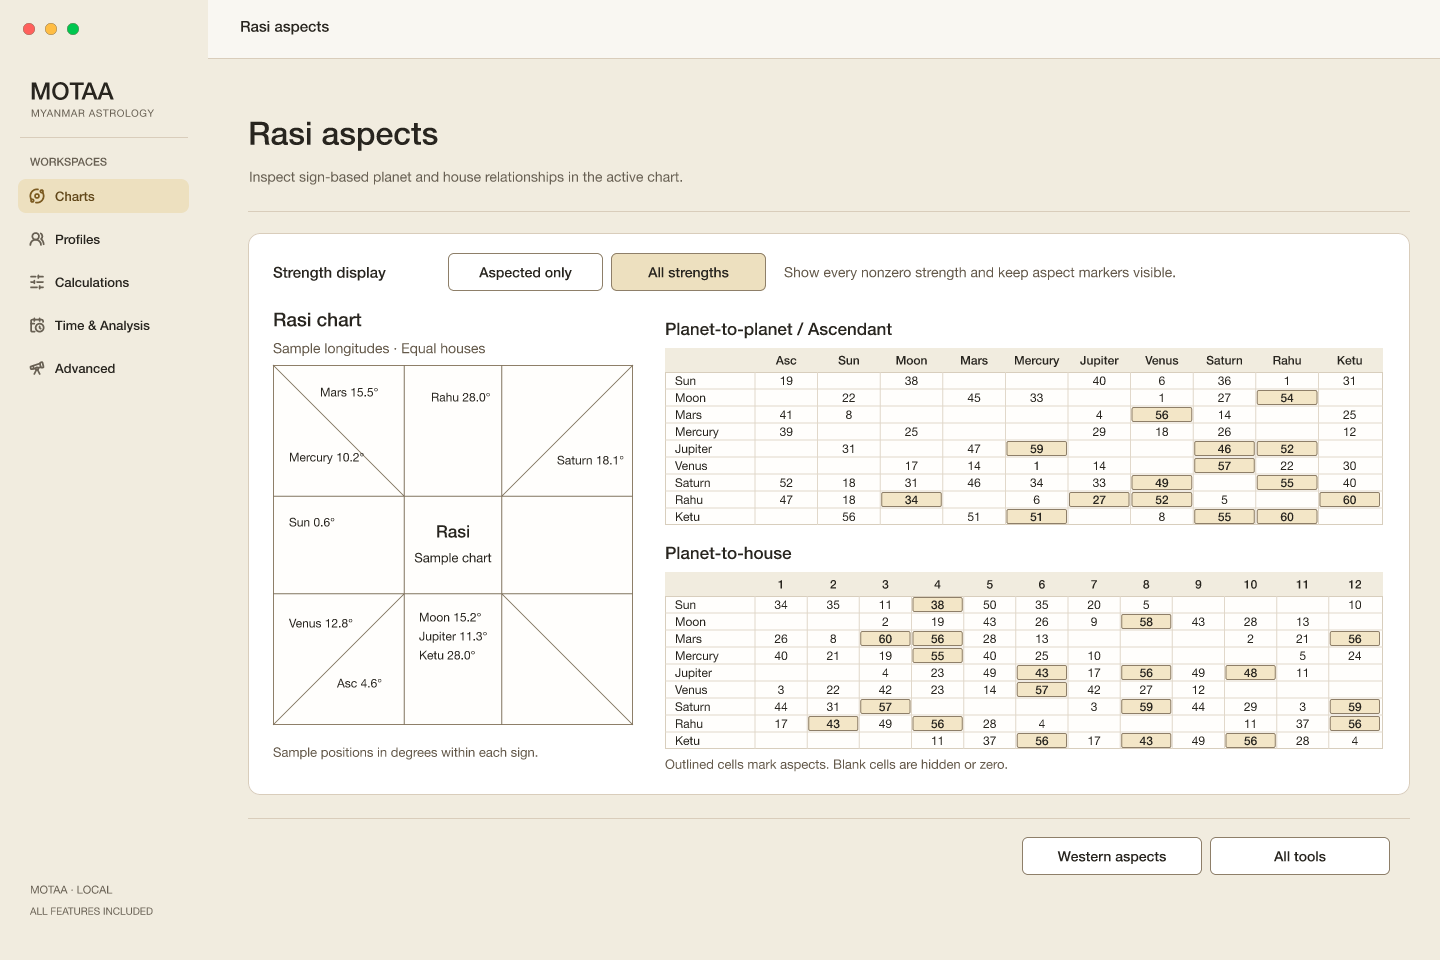 Rasi aspects
MOTAA
MYANMAR ASTROLOGY
WORKSPACES
Charts
Profiles
Calculations
Time & Analysis
Advanced
MOTAA · LOCAL
ALL FEATURES INCLUDED
Rasi aspects
Inspect sign-based planet and house relationships in the active chart.
Strength display Aspected only All strengths Show every nonzero strength and keep aspect markers visible.
Rasi chart
Sample longitudes · Equal houses
Mars 15.5°
Rahu 28.0°
Mercury 10.2°
Saturn 18.1°
Sun 0.6°
Rasi
Sample chart
Venus 12.8°
Moon 15.2°
Jupiter 11.3°
Ketu 28.0°
Asc 4.6°
Sample positions in degrees within each sign.
Planet-to-planet / Ascendant
Asc Sun Moon Mars Mercury Jupiter Venus Saturn Rahu Ketu
Sun 19 38 40 6 36 1 31
Moon 22 45 33 1 27 54
Mars 41 8 4 56 14 25
Mercury 39 25 29 18 26 12
Jupiter 31 47 59 46 52
Venus 17 14 1 14 57 22 30
Saturn 52 18 31 46 34 33 49 55 40
Rahu 47 18 34 6 27 52 5 60
Ketu 56 51 51 8 55 60
Planet-to-house
1 2 3 4 5 6 7 8 9 10 11 12
Sun 34 35 11 38 50 35 20 5 10
Moon 2 19 43 26 9 58 43 28 13
Mars 26 8 60 56 28 13 2 21 56
Mercury 40 21 19 55 40 25 10 5 24
Jupiter 4 23 49 43 17 56 49 48 11
Venus 3 22 42 23 14 57 42 27 12
Saturn 44 31 57 3 59 44 29 3 59
Rahu 17 43 49 56 28 4 11 37 56
Ketu 11 37 56 17 43 49 56 28 4
Outlined cells mark aspects. Blank cells are hidden or zero.
Western aspects
All tools